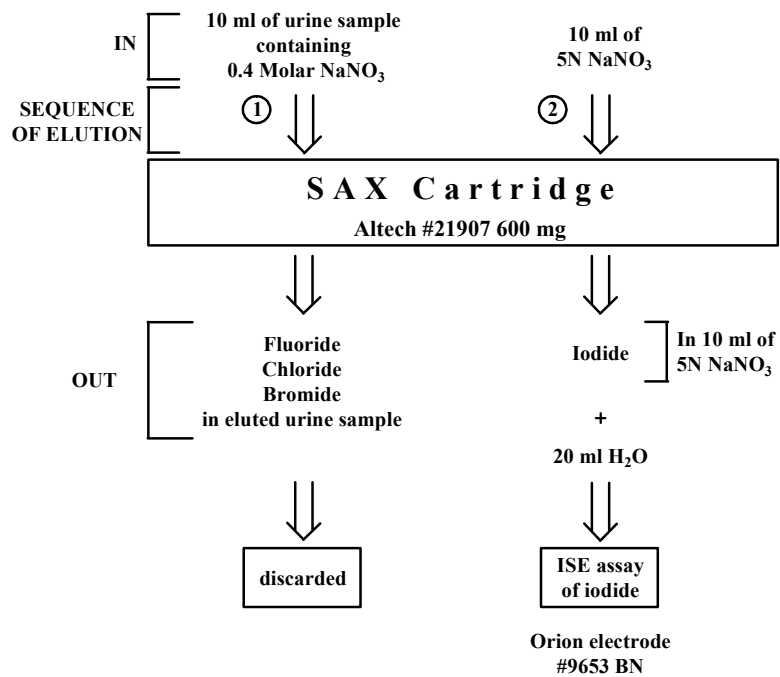 IN
10 ml of urine sample
containing
0.4 Molar NaNO₃
10 ml of
5N NaNO₃
SEQUENCE
OF ELUTION
1
2
SAX Cartridge
Altech #21907 600 mg
OUT
Fluoride
Chloride
Bromide
in eluted urine sample
Iodide
In 10 ml of
5N NaNO₃
+
20 ml H₂O
discarded
ISE assay
of iodide
Orion electrode
#9653 BN